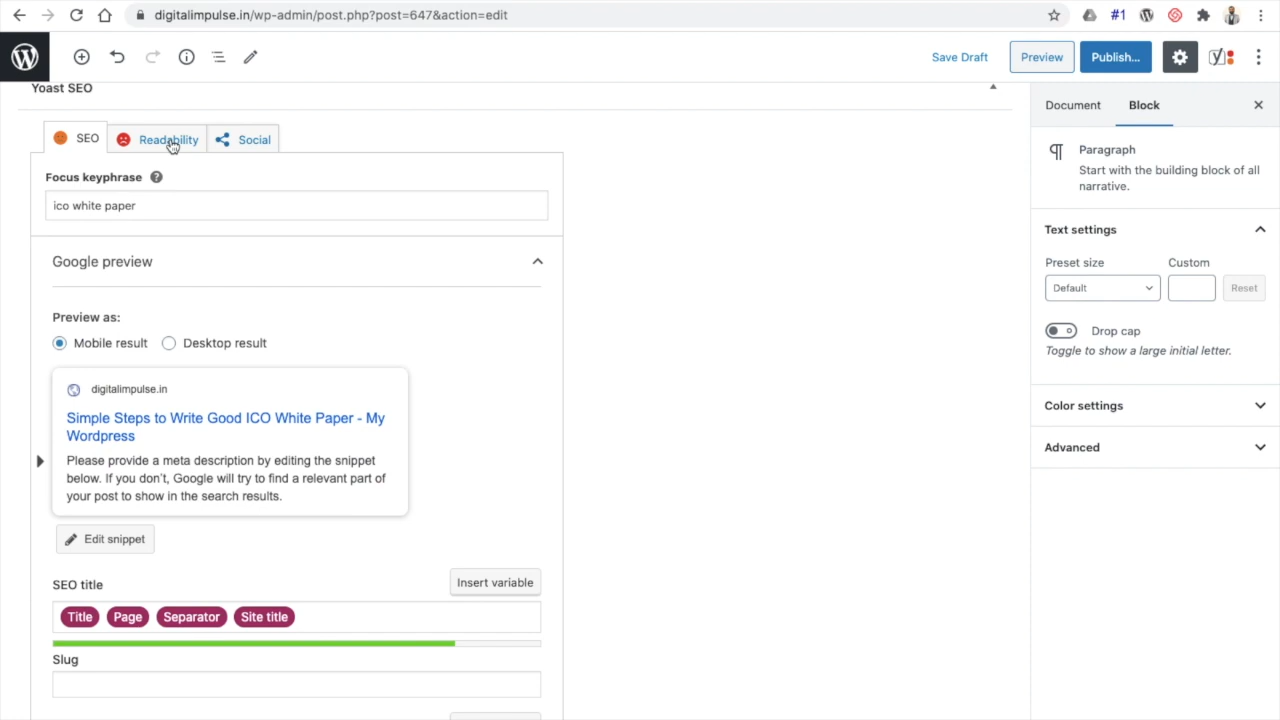 digitalimpulse.in/wp-admin/post.php?post=647&action=edit
#1
Save Draft
Preview
Publish...
Yoast SEO
SEO
Readability
Social
Document
Block
Focus keyphrase
ico white paper
Paragraph
Start with the building block of all
narrative.
Google preview
Text settings
Preset size
Custom
Default
Reset
Preview as:
Mobile result
Desktop result
Drop cap
Toggle to show a large initial letter.
digitalimpulse.in
Simple Steps to Write Good ICO White Paper - My
Wordpress
Please provide a meta description by editing the snippet
below. If you don't, Google will try to find a relevant part of
your post to show in the search results.
Color settings
Advanced
Edit snippet
SEO title
Insert variable
Title
Page
Separator
Site title
Slug